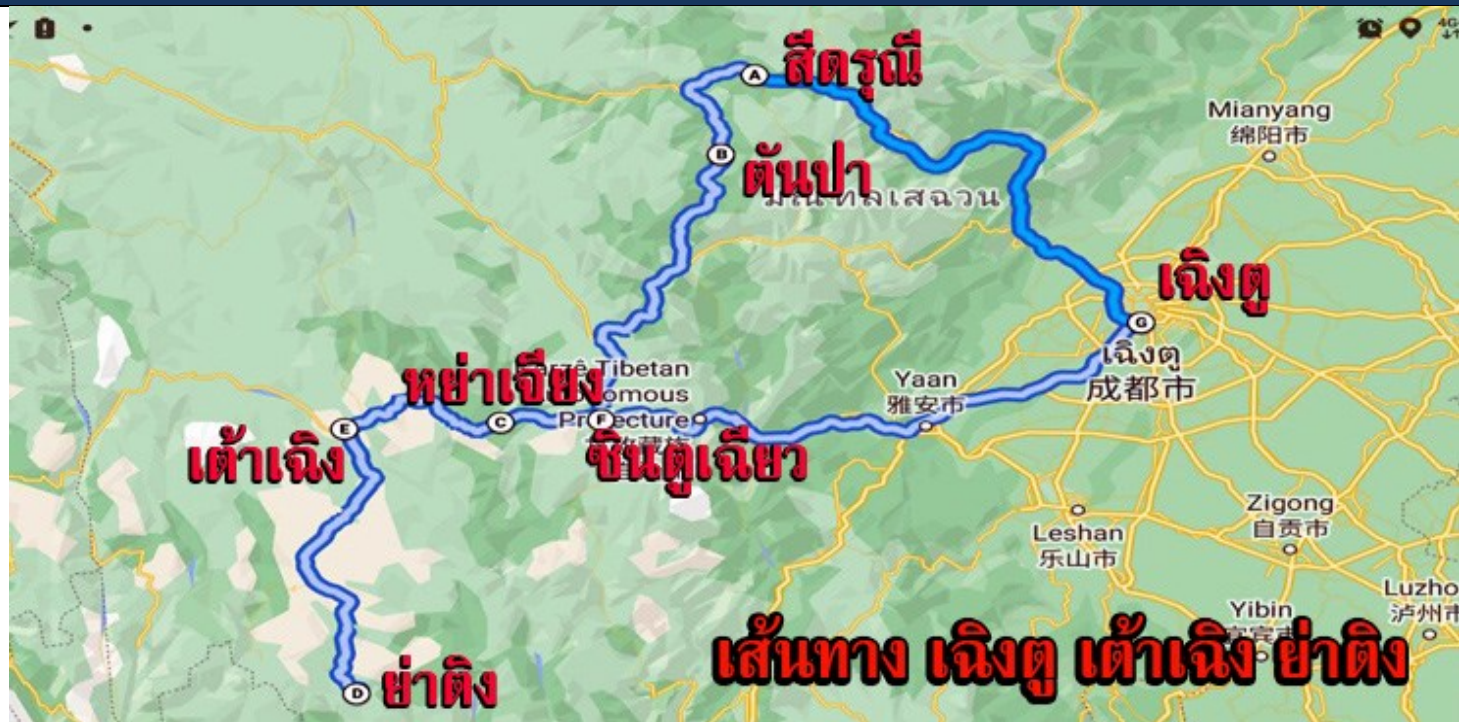 4G
A
สี่ดรุณี
Mianyang
绵阳市
B
ตันปา
มณฑลเสฉวน
เฉิงตู
G
เฉิงตู
成都市
Tibetan
หย่าเจียง
Yaan
雅安市
E
C
F
เต้าเฉิง
ซินตูเฉียว
Zigong
自贡市
Leshan
乐山市
Luzho
泸州市
Yibin
D
ย่าติง
เส้นทาง เฉิงตู เต้าเฉิง ย่าติง